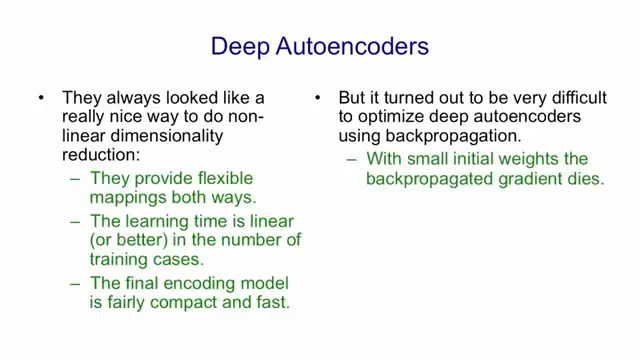 Deep Autoencoders
• They always looked like a
really nice way to do non-
linear dimensionality
reduction:
– They provide flexible
mappings both ways.
– The learning time is linear
(or better) in the number of
training cases.
– The final encoding model
is fairly compact and fast.
• But it turned out to be very difficult
to optimize deep autoencoders
using backpropagation.
– With small initial weights the
backpropagated gradient dies.